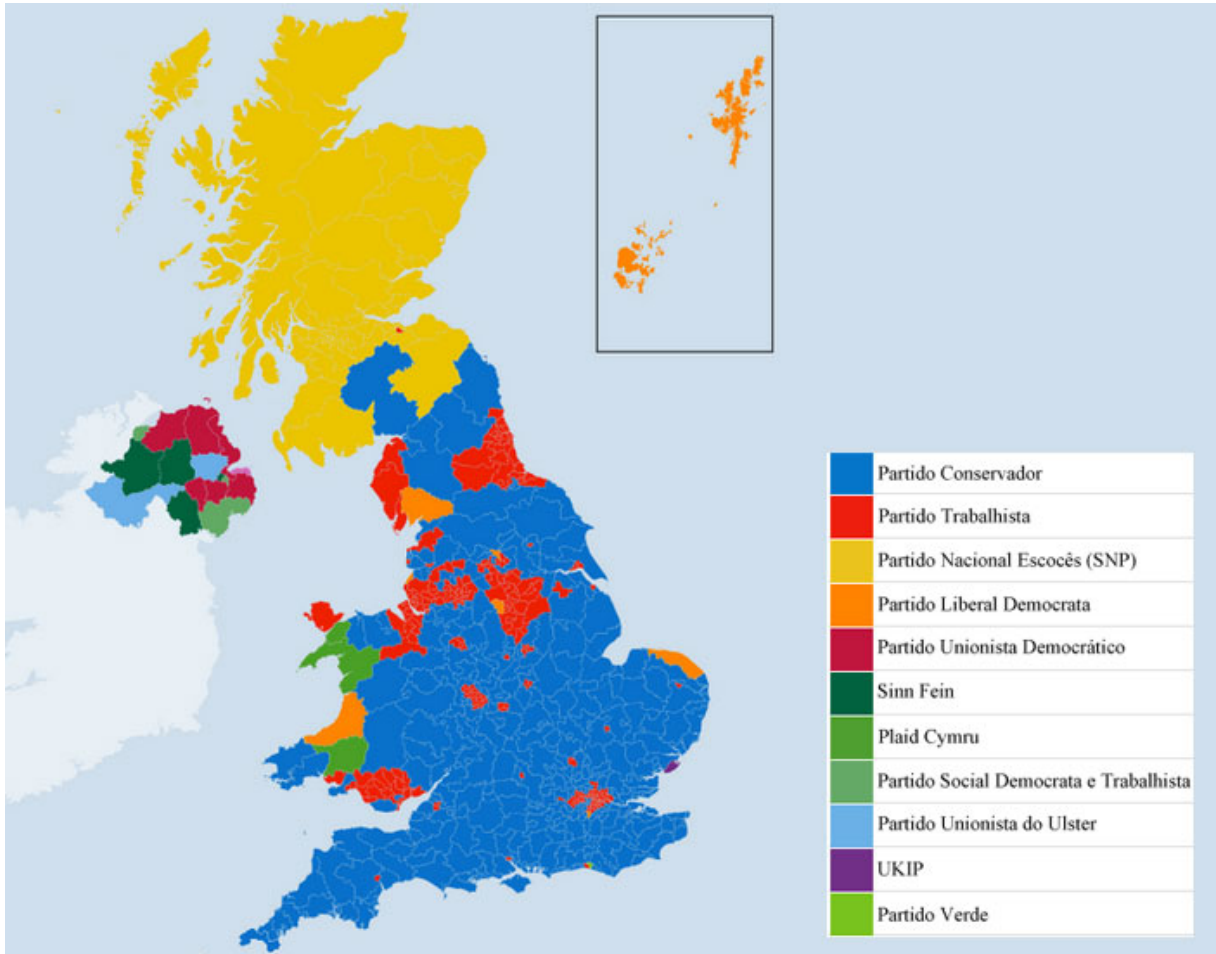 Partido Conservador
Partido Trabalhista
Partido Nacional Escocês (SNP)
Partido Liberal Democrata
Partido Unionista Democrático
Sinn Fein
Plaid Cymru
Partido Social Democrata e Trabalhista
Partido Unionista do Ulster
UKIP
Partido Verde